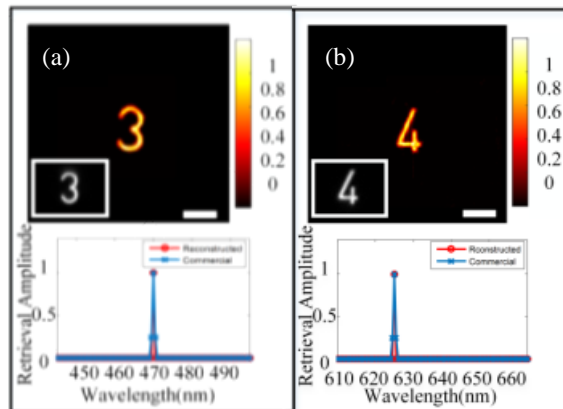 (a)
3
3
1
0.8
0.6
0.4
0.2
0
Retrieval Amplitude
1
0.5
0
Reconstructed
Commercial
450 460 470 480 490
Wavelength(nm)
(b)
4
4
1
0.8
0.6
0.4
0.2
0
Retrieval Amplitude
1
0.5
0
Rconstructed
Commercial
610 620 630 640 650 660
Wavelength(nm)